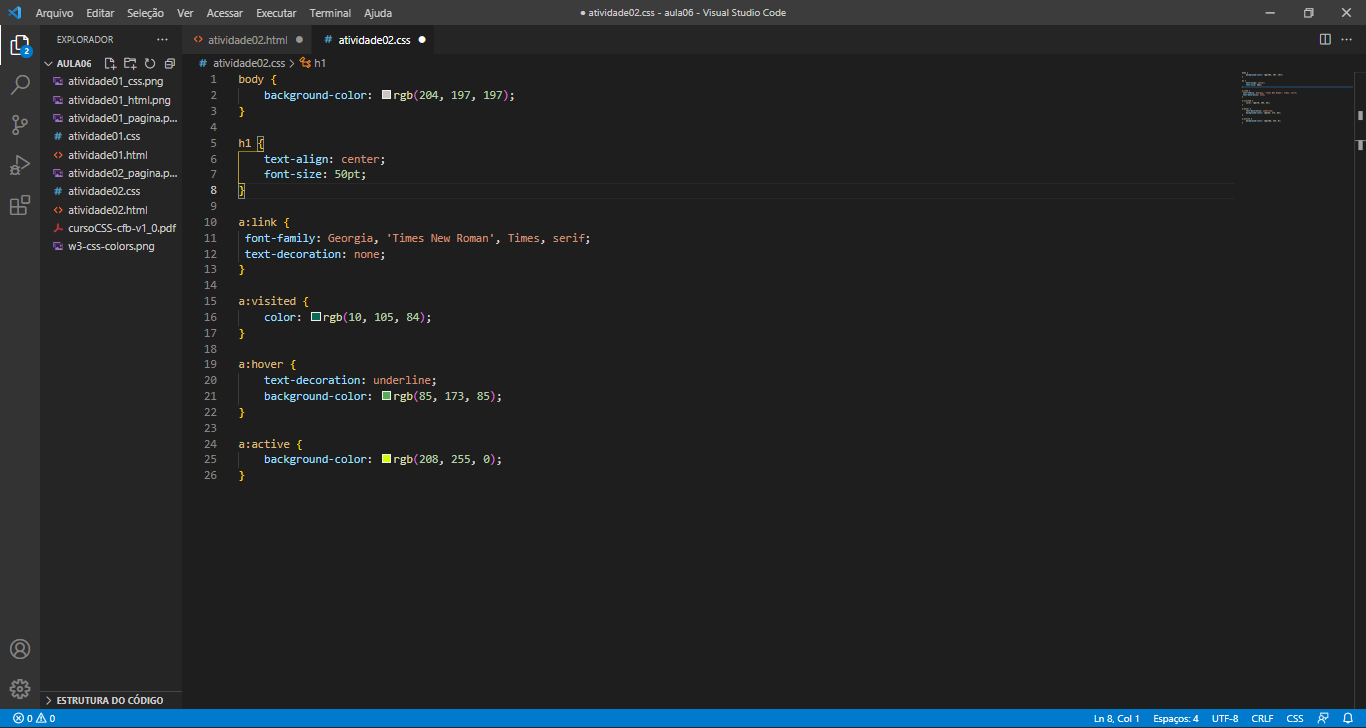 Arquivo Editar Seleção Ver Acessar Executar Terminal Ajuda
● atividade02.css - aula06 - Visual Studio Code
EXPLORADOR ···
atividade02.html ●
# atividade02.css ●
2
AULA06
atividade01_css.png
atividade01_html.png
atividade01_pagina.p...
# atividade01.css
<> atividade01.html
atividade02_pagina.p...
# atividade02.css
<> atividade02.html
cursoCSS-cfb-v1_0.pdf
w3-css-colors.png
ESTRUTURA DO CÓDIGO
# atividade02.css > h1
1 body {
2 background-color: rgb(204, 197, 197);
3 }
4
5 h1 {
6 text-align: center;
7 font-size: 50pt;
8 }
9
10 a:link {
11 font-family: Georgia, 'Times New Roman', Times, serif;
12 text-decoration: none;
13 }
14
15 a:visited {
16 color: rgb(10, 105, 84);
17 }
18
19 a:hover {
20 text-decoration: underline;
21 background-color: rgb(85, 173, 85);
22 }
23
24 a:active {
25 background-color: rgb(208, 255, 0);
26 }
0 0
Ln 8, Col 1 Espaços: 4 UTF-8 CRLF CSS